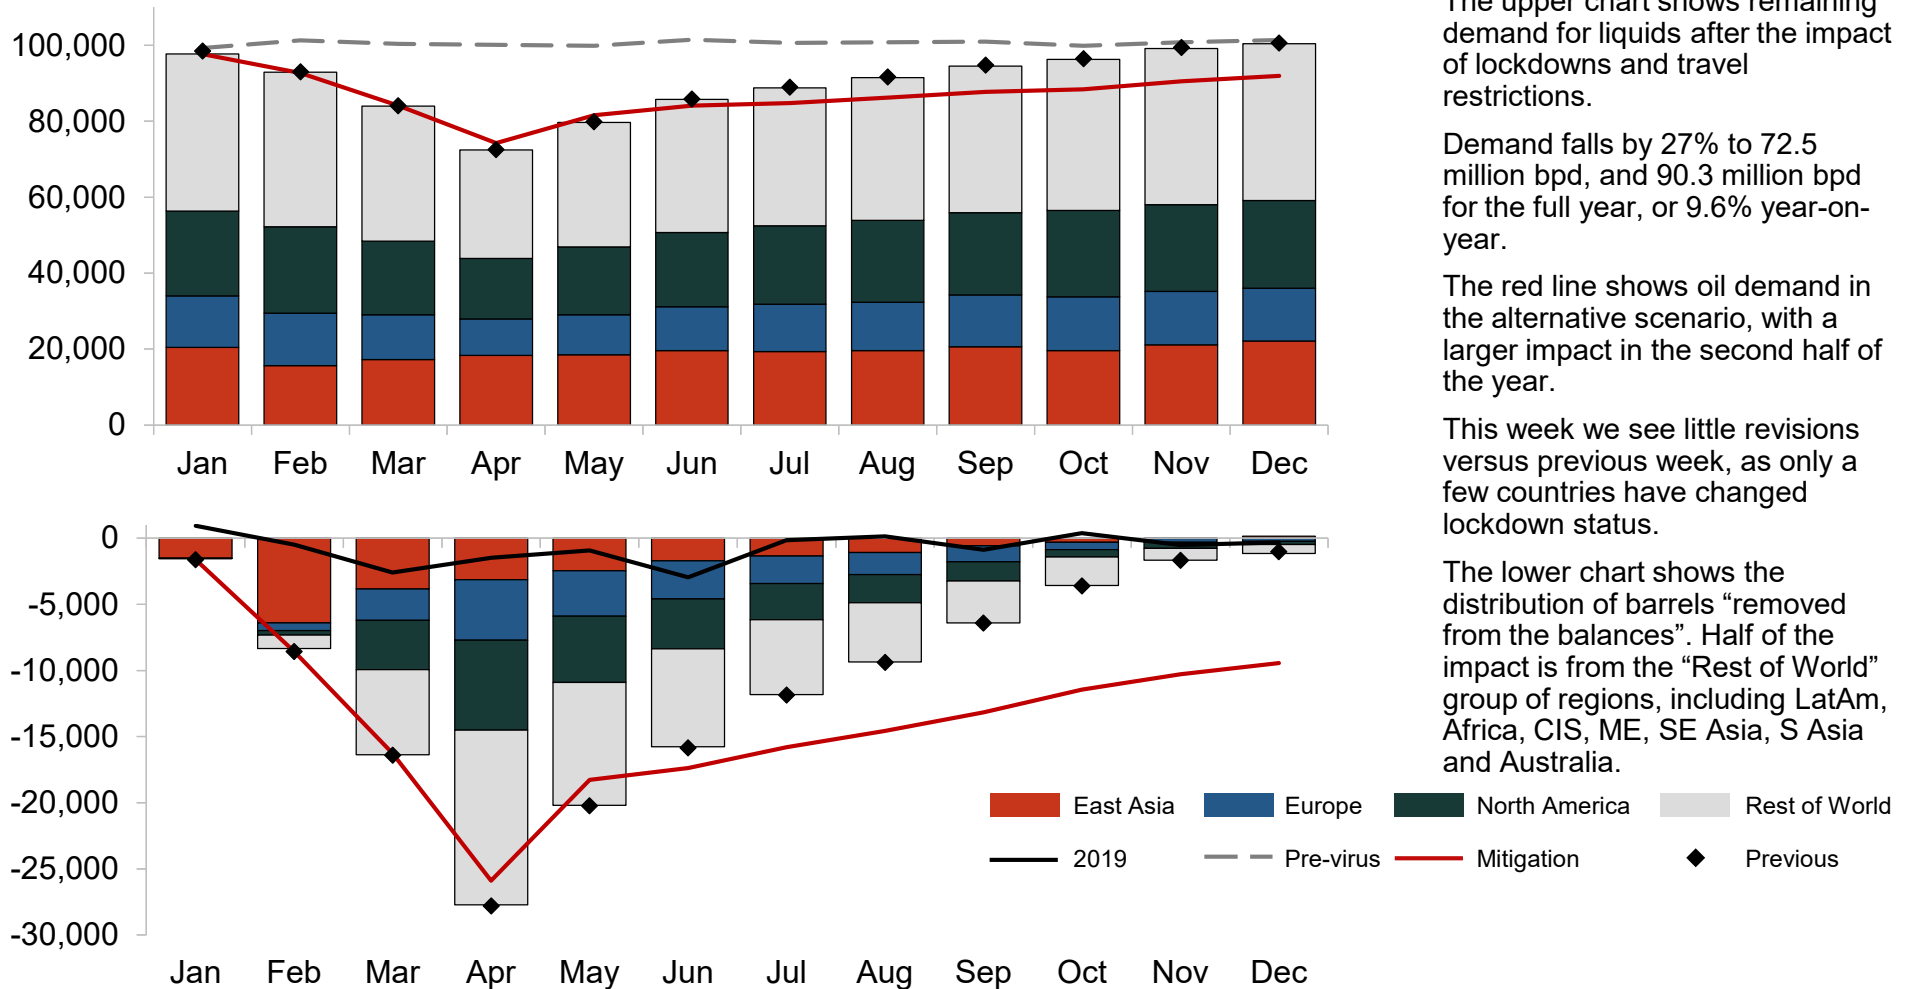 100,000
80,000
60,000
40,000
20,000
0
Jan Feb Mar Apr May Jun Jul Aug Sep Oct Nov Dec
0
-5,000
-10,000
-15,000
-20,000
-25,000
-30,000
Jan Feb Mar Apr May Jun Jul Aug Sep Oct Nov Dec
The upper chart shows remaining
demand for liquids after the impact
of lockdowns and travel
restrictions.
Demand falls by 27% to 72.5
million bpd, and 90.3 million bpd
for the full year, or 9.6% year-on-
year.
The red line shows oil demand in
the alternative scenario, with a
larger impact in the second half of
the year.
This week we see little revisions
versus previous week, as only a
few countries have changed
lockdown status.
The lower chart shows the
distribution of barrels “removed
from the balances”. Half of the
impact is from the “Rest of World”
group of regions, including LatAm,
Africa, CIS, ME, SE Asia, S Asia
and Australia.
East Asia Europe North America Rest of World
2019 Pre-virus Mitigation Previous